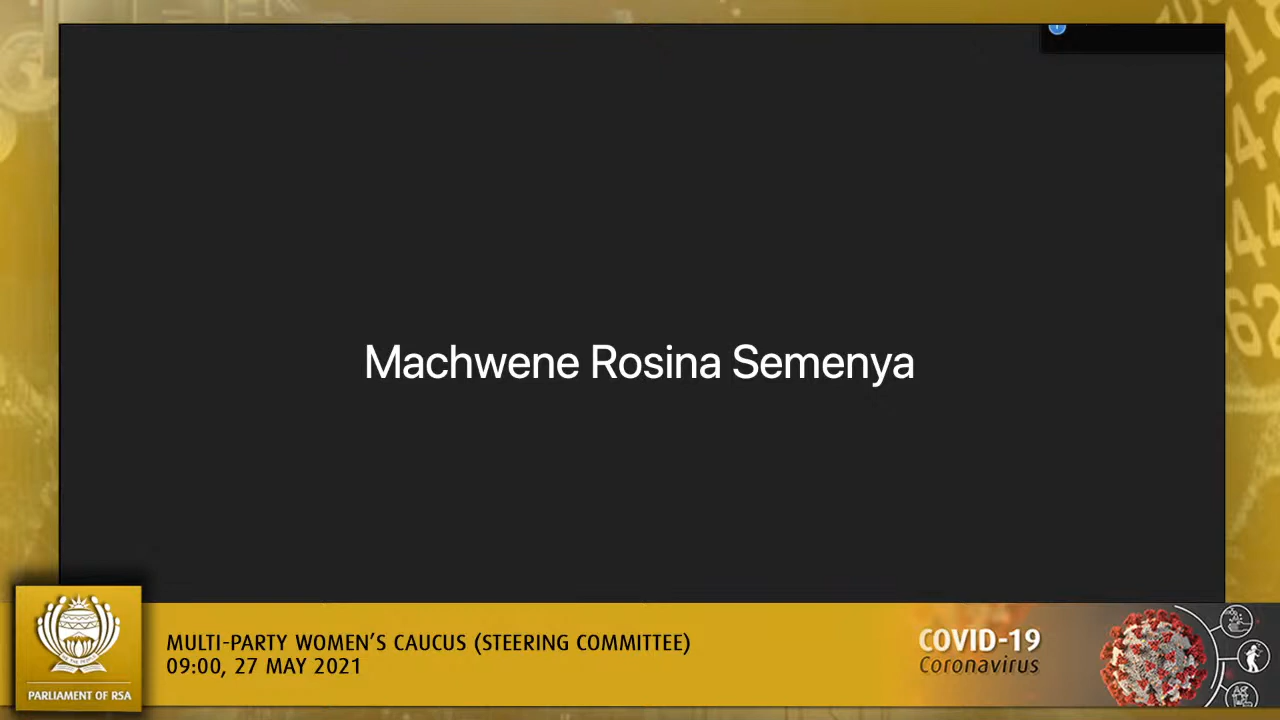 Machwene Rosina Semenya
MULTI-PARTY WOMEN'S CAUCUS (STEERING COMMITTEE)
09:00, 27 MAY 2021
COVID-19
Coronavirus
PARLIAMENT OF RSA